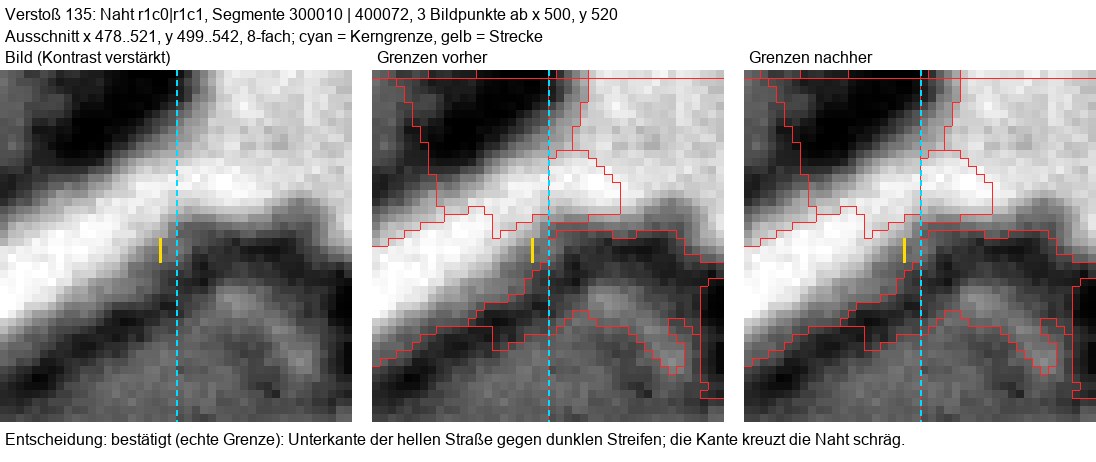 Verstoß 135: Naht r1c0|r1c1, Segmente 300010 | 400072, 3 Bildpunkte ab x 500, y 520
Ausschnitt x 478..521, y 499..542, 8-fach; cyan = Kerngrenze, gelb = Strecke
Bild (Kontrast verstärkt) Grenzen vorher Grenzen nachher
Entscheidung: bestätigt (echte Grenze): Unterkante der hellen Straße gegen dunklen Streifen; die Kante kreuzt die Naht schräg.